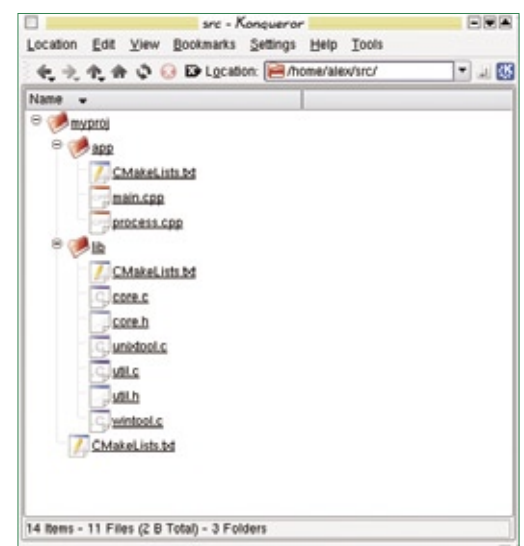 src - Konqueror
Location Edit View Bookmarks Settings Help Tools
Location: /home/alex/src/
Name
myproj
app
CMakeLists.txt
main.cpp
process.cpp
lib
CMakeLists.txt
core.c
core.h
unixtool.c
util.c
util.h
wintool.c
CMakeLists.txt
14 Items - 11 Files (2 B Total) - 3 Folders